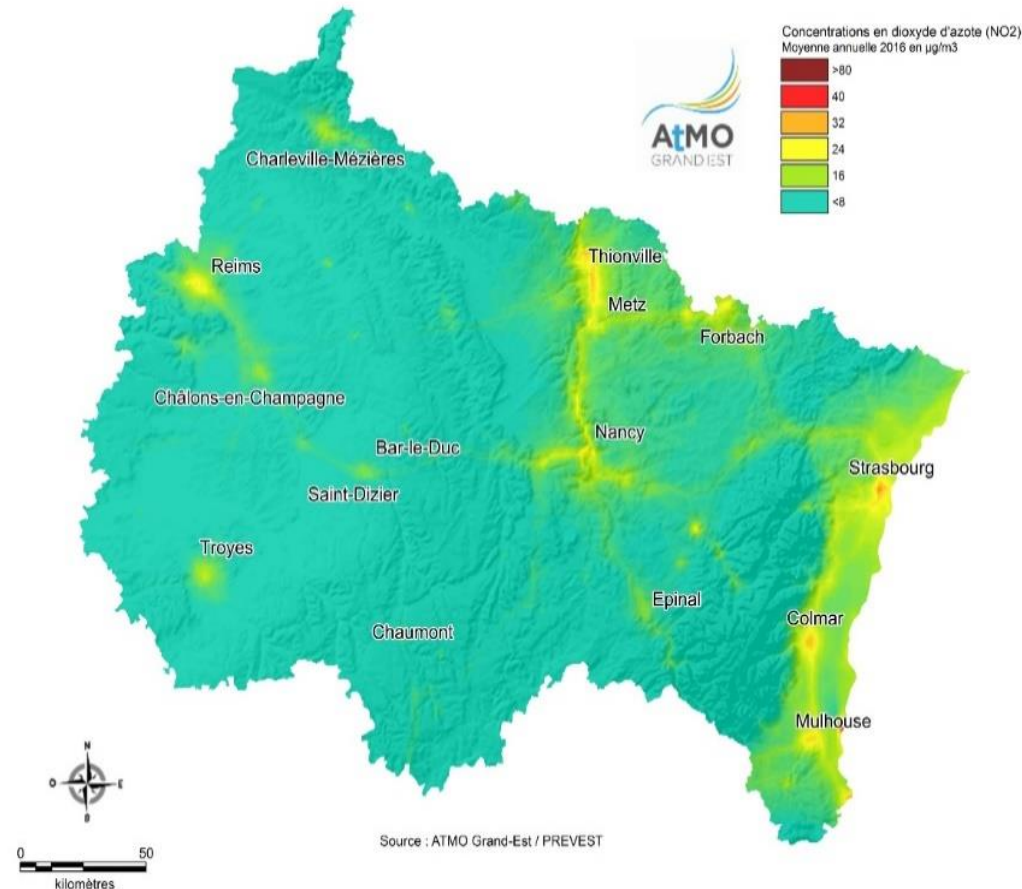 Concentrations en dioxyde d'azote (NO2)
Moyenne annuelle 2016 en µg/m3
>80
40
32
24
16
<8
AtMO
GRAND EST
Charleville-Mézières
Reims
Thionville
Metz
Forbach
Châlons-en-Champagne
Nancy
Bar-le-Duc
Strasbourg
Saint-Dizier
Troyes
Epinal
Colmar
Chaumont
Mulhouse
N
O
E
S
Source : ATMO Grand-Est / PREVEST
0 50
kilomètres